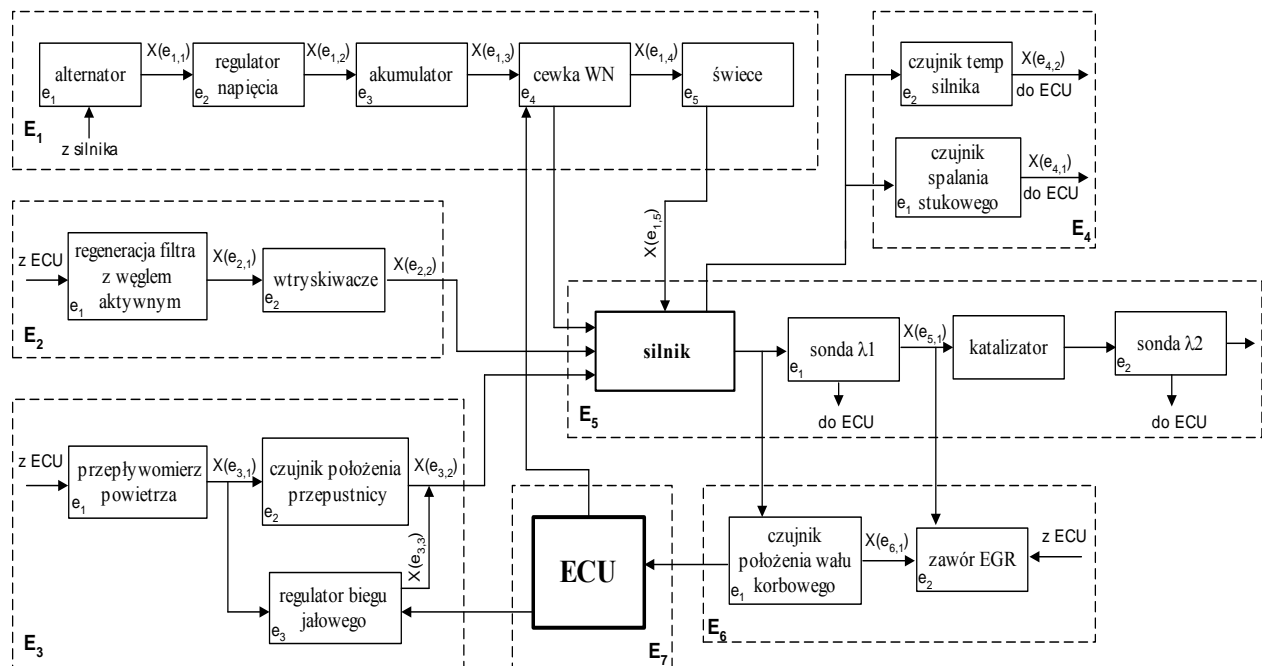 X(e1,1)
X(e1,2)
X(e1,3)
X(e1,4)
alternator
e1
regulator
napięcia
e2
akumulator
e3
cewka WN
e4
świece
e5
z silnika
E1
X(e1,5)
czujnik temp
silnika
e2
X(e4,2)
do ECU
czujnik
spalania
stukowego
e1
X(e4,1)
do ECU
E4
z ECU
regeneracja filtra
z węglem
aktywnym
e1
X(e2,1)
wtryskiwacze
e2
X(e2,2)
E2
silnik
sonda λ1
e1
do ECU
X(e5,1)
katalizator
sonda λ2
e2
do ECU
E5
z ECU
przepływomierz
powietrza
e1
X(e3,1)
czujnik położenia
przepustnicy
e2
X(e3,2)
X(e3,3)
regulator biegu
jałowego
e3
E3
ECU
E7
czujnik
położenia wału
korbowego
e1
X(e6,1)
zawór EGR
e2
z ECU
E6